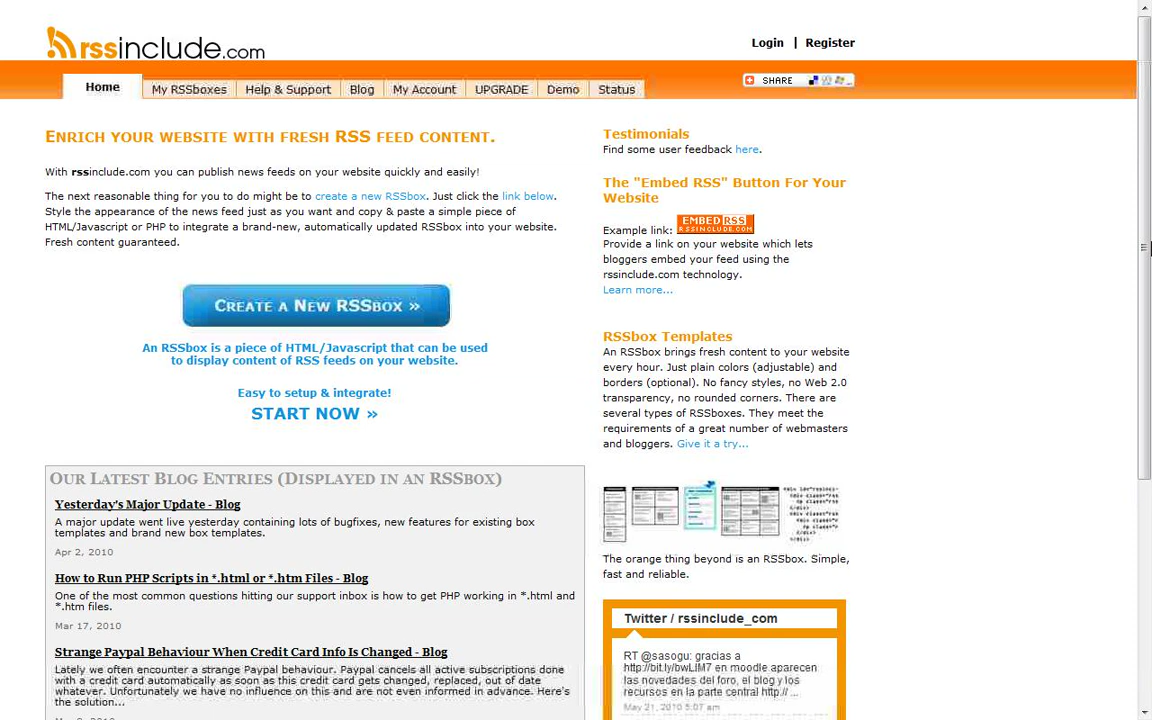 rssinclude.com
Login | Register
Home
My RSSboxes
Help & Support
Blog
My Account
UPGRADE
Demo
Status
SHARE
ENRICH YOUR WEBSITE WITH FRESH RSS FEED CONTENT.
With rssinclude.com you can publish news feeds on your website quickly and easily!
The next reasonable thing for you to do might be to create a new RSSbox. Just click the link below.
Style the appearance of the news feed just as you want and copy & paste a simple piece of
HTML/Javascript or PHP to integrate a brand-new, automatically updated RSSbox into your website.
Fresh content guaranteed.
CREATE A NEW RSSBOX »
An RSSbox is a piece of HTML/Javascript that can be used
to display content of RSS feeds on your website.
Easy to setup & integrate!
START NOW »
OUR LATEST BLOG ENTRIES (DISPLAYED IN AN RSSBOX)
Yesterday's Major Update - Blog
A major update went live yesterday containing lots of bugfixes, new features for existing box
templates and brand new box templates.
Apr 2, 2010
How to Run PHP Scripts in *.html or *.htm Files - Blog
One of the most common questions hitting our support inbox is how to get PHP working in *.html and
*.htm files.
Mar 17, 2010
Strange Paypal Behaviour When Credit Card Info Is Changed - Blog
Lately we often encounter a strange Paypal behaviour. Paypal cancels all active subscriptions done
with a credit card automatically as soon as this credit card gets changed, replaced, out of date
whatever. Unfortunately we have no influence on this and are not even informed in advance. Here's
the solution...
Testimonials
Find some user feedback here.
The "Embed RSS" Button For Your
Website
Example link: EMBED RSS
RSSINCLUDE.COM
Provide a link on your website which lets
bloggers embed your feed using the
rssinclude.com technology.
Learn more...
RSSbox Templates
An RSSbox brings fresh content to your website
every hour. Just plain colors (adjustable) and
borders (optional). No fancy styles, no Web 2.0
transparency, no rounded corners. There are
several types of RSSboxes. They meet the
requirements of a great number of webmasters
and bloggers. Give it a try...
The orange thing beyond is an RSSbox. Simple,
fast and reliable.
Twitter / rssinclude_com
RT @sasogu: gracias a
http://bit.ly/bwLIM7 en moodle aparecen
las novedades del foro, el blog y los
recursos en la parte central http:// ...
May 21, 2010 5:07 am